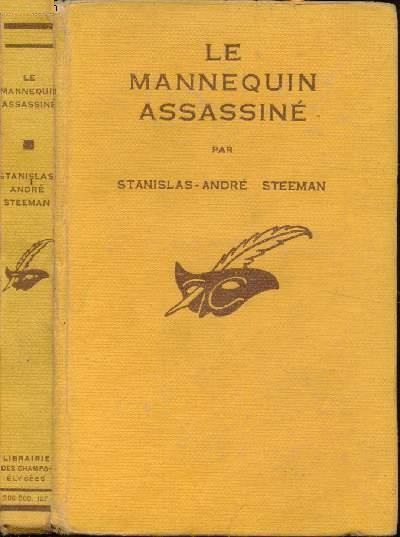 LE
MANNEQUIN
ASSASSINÉ
STANISLAS-
ANDRÉ
STEEMAN
LIBRAIRIE
DES CHAMPS-
ÉLYSÉES
LE
MANNEQUIN
ASSASSINÉ
PAR
STANISLAS-ANDRÉ STEEMAN